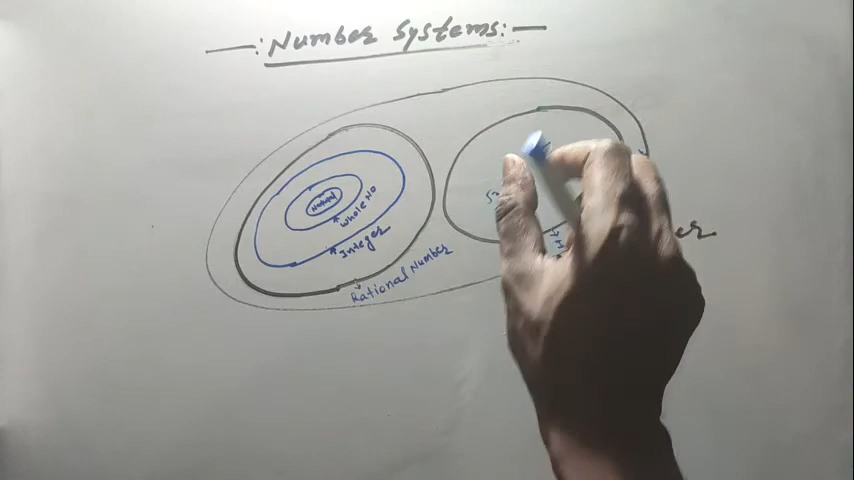 —: Number Systems:—
Natural
Whole No
Integer
Rational Number